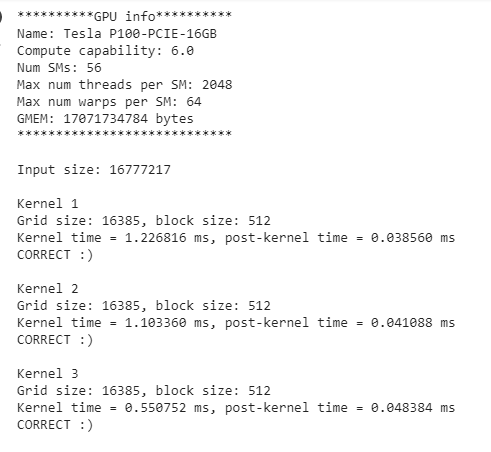 **********GPU info**********
Name: Tesla P100-PCIE-16GB
Compute capability: 6.0
Num SMs: 56
Max num threads per SM: 2048
Max num warps per SM: 64
GMEM: 17071734784 bytes
****************************
Input size: 16777217
Kernel 1
Grid size: 16385, block size: 512
Kernel time = 1.226816 ms, post-kernel time = 0.038560 ms
CORRECT :)
Kernel 2
Grid size: 16385, block size: 512
Kernel time = 1.103360 ms, post-kernel time = 0.041088 ms
CORRECT :)
Kernel 3
Grid size: 16385, block size: 512
Kernel time = 0.550752 ms, post-kernel time = 0.048384 ms
CORRECT :)